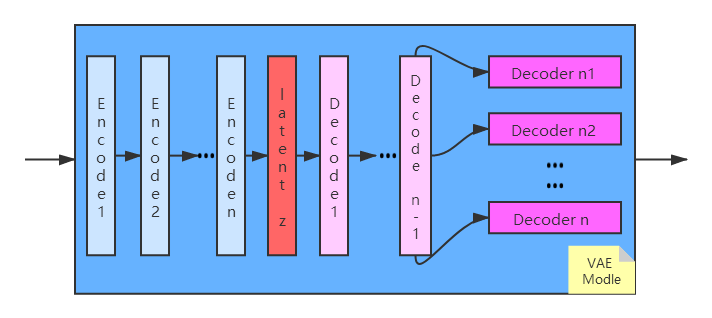 Encode1
Encode2
...
Encoden
latent z
Decode1
...
Decode n-1
Decoder n1
Decoder n2
...
...
Decoder n
VAE
Modle